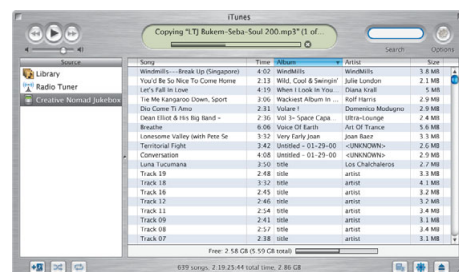 iTunes
Copying "LTJ Bukem-Seba-Soul 200.mp3" (1 of...
Search Options
Source
Library
Radio Tuner
Creative Nomad Jukebox
Song Time Album Artist Size
Windmills----Break Up (Singapore) 4:02 WindMills WindMills 3.8 MB
You'd Be So Nice To Come Home 2:13 Wild, Cool & Swingin' Julie London 2.1 MB
Let's Fall in Love 4:19 When I Look In You... Diana Krall 5 MB
Tie Me Kangaroo Down, Sport 3:06 Wackiest Album In ... Rolf Harris 2.9 MB
Dio Come Ti Amo 2:31 Volare ! Domenico Modugno 2.9 MB
Dean Elliot & His Big Band - 2:36 Vol 3- Space Capa... Ultra-Lounge 2.4 MB
Breathe 6:06 Voice Of Earth Art Of Trance 5.6 MB
Lonesome Valley (with Pete Se 3:32 Very Early Joan Joan Baez 3.3 MB
Territorial Fight 3:42 Untitled - 01-29-00 <UNKNOWN> 2.6 MB
Conversation 4:08 Untitled - 01-29-00 <UNKNOWN> 2.9 MB
Luna Tucumana 3:50 title Los Chalchaleros 2.7 MB
Track 19 2:48 title artist 3.3 MB
Track 18 3:32 title artist 4.1 MB
Track 16 2:45 title artist 3.2 MB
Track 12 2:46 title artist 3.2 MB
Track 11 2:54 title artist 3.4 MB
Track 09 2:41 title artist 3.1 MB
Track 08 2:57 title artist 3.4 MB
Track 07 2:38 title artist 3.1 MB
Free: 2.58 GB (5.59 GB total)
639 songs, 2:19:25:44 total time, 2.86 GB